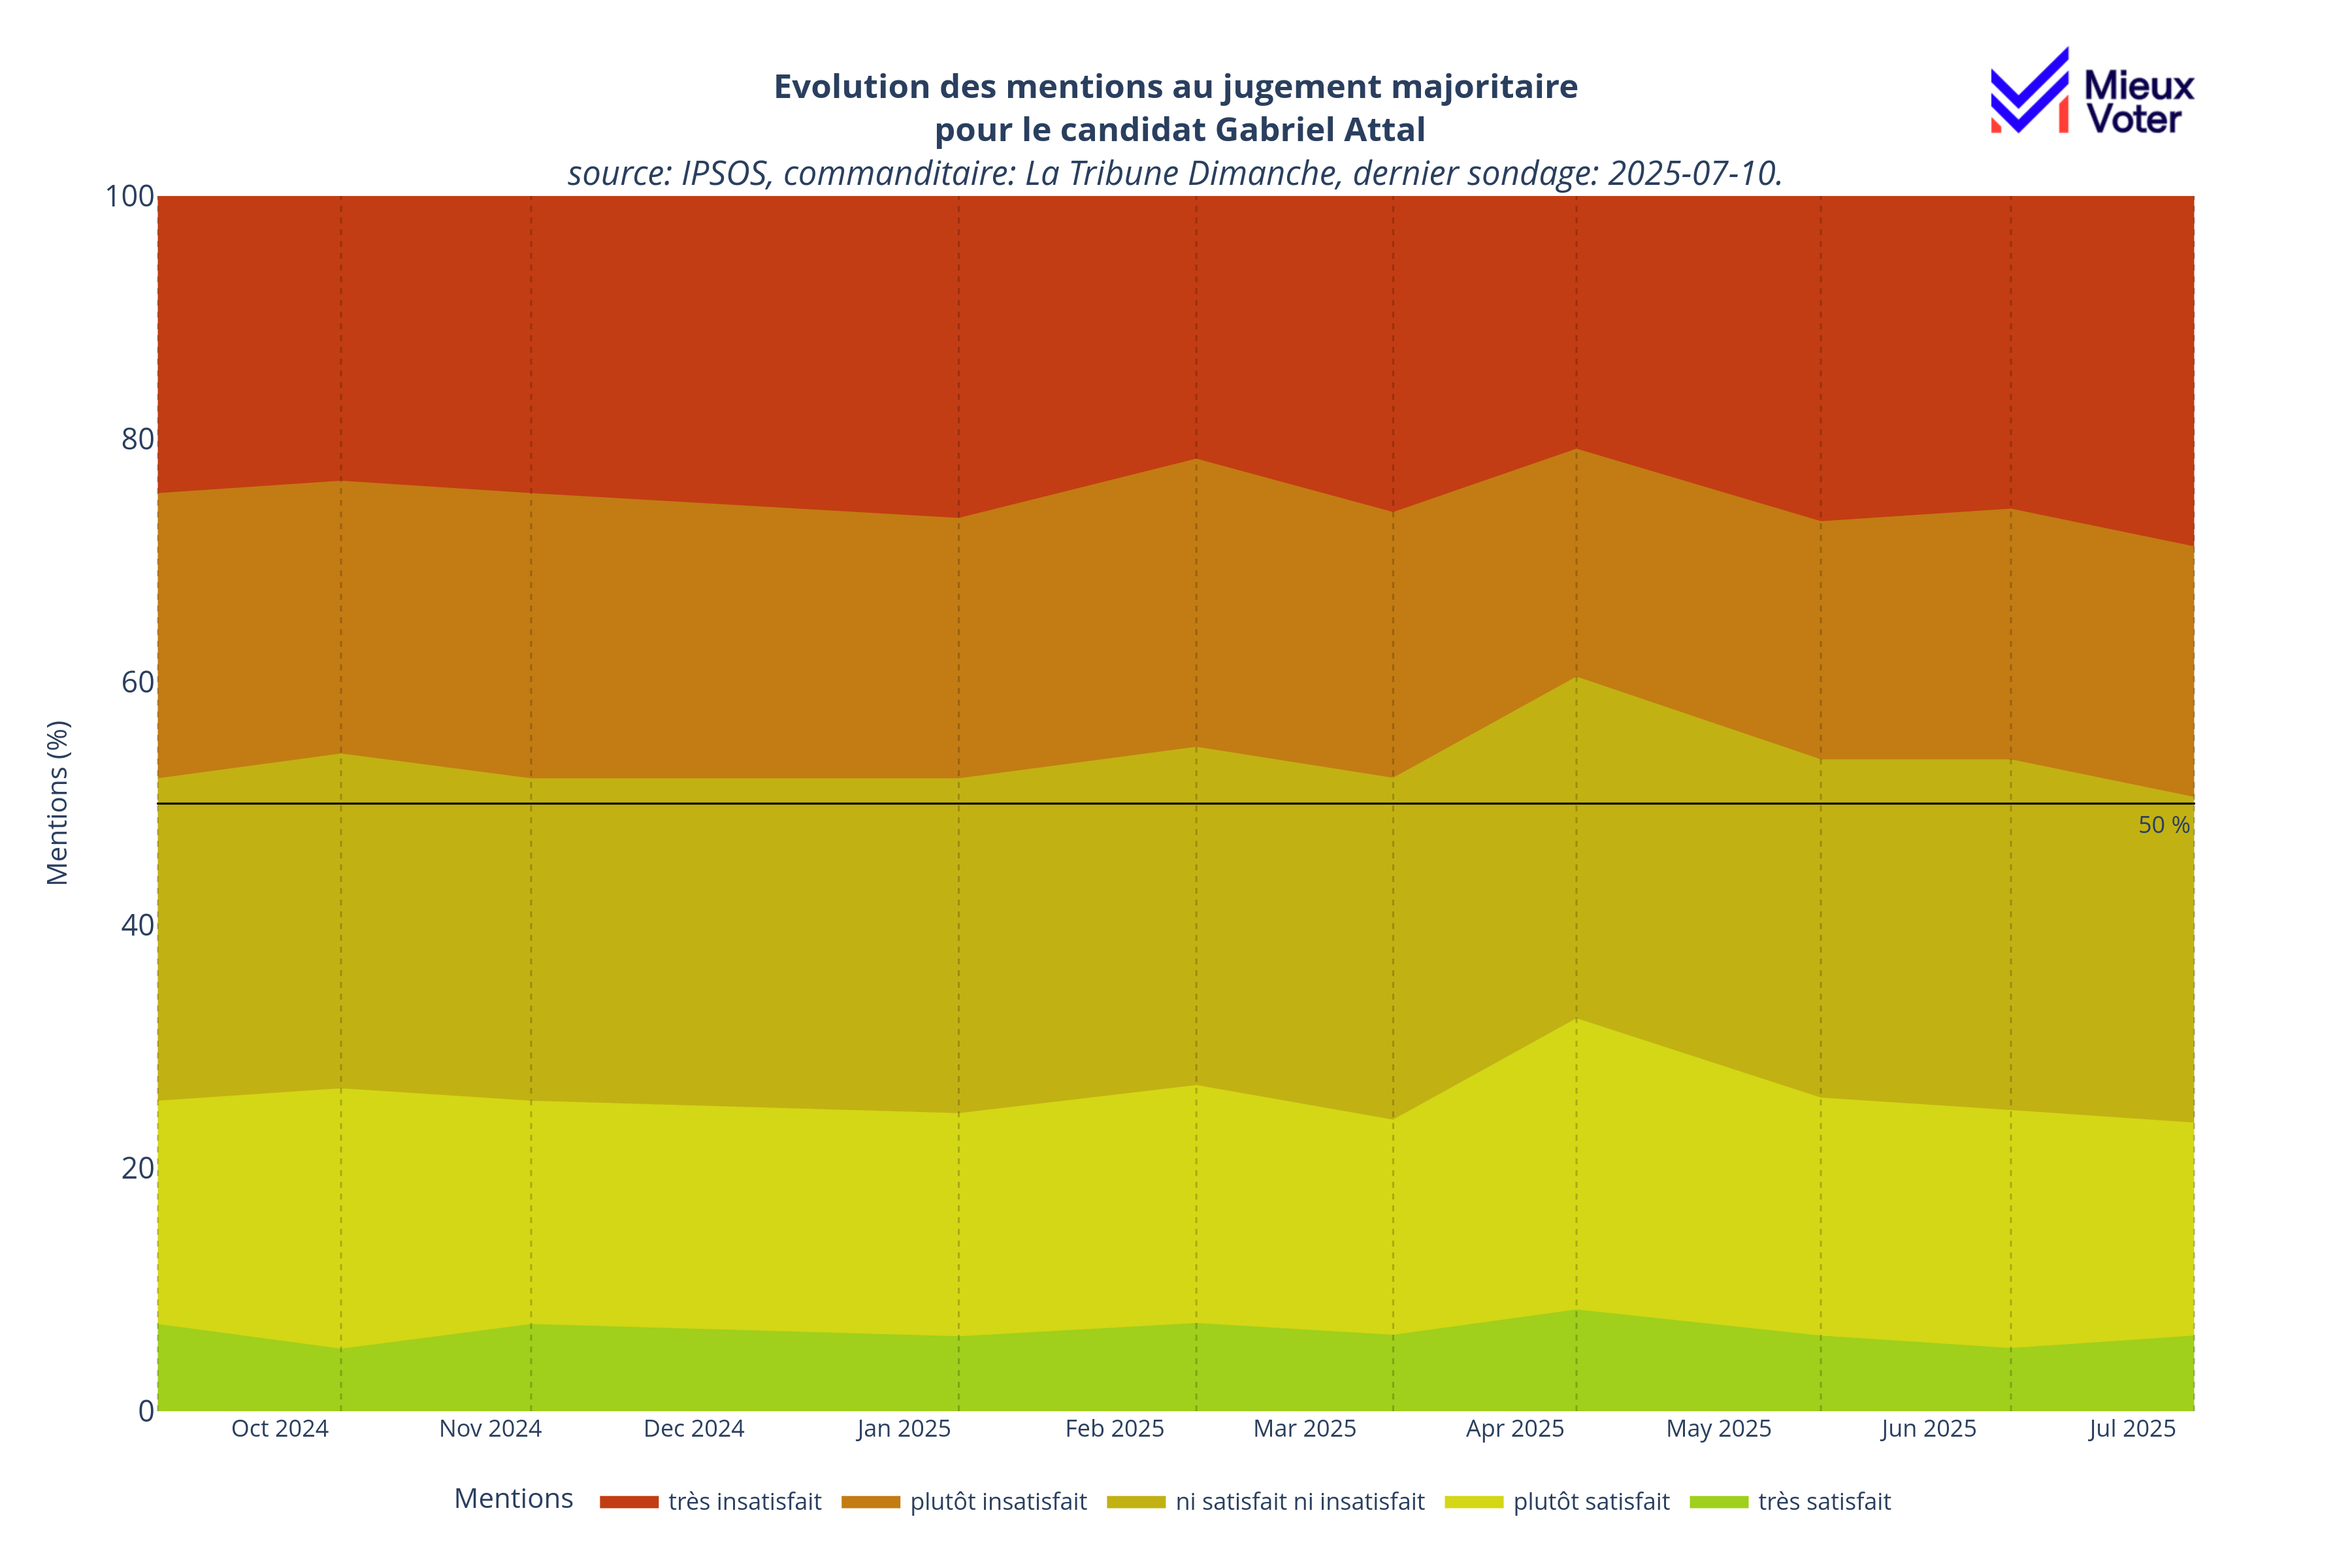 Evolution des mentions au jugement majoritaire
pour le candidat Gabriel Attal
source: IPSOS, commanditaire: La Tribune Dimanche, dernier sondage: 2025-07-10.
Mieux
Voter
100
80
60
40
20
0
Mentions (%)
50 %
Oct 2024
Nov 2024
Dec 2024
Jan 2025
Feb 2025
Mar 2025
Apr 2025
May 2025
Jun 2025
Jul 2025
Mentions
très insatisfait
plutôt insatisfait
ni satisfait ni insatisfait
plutôt satisfait
très satisfait